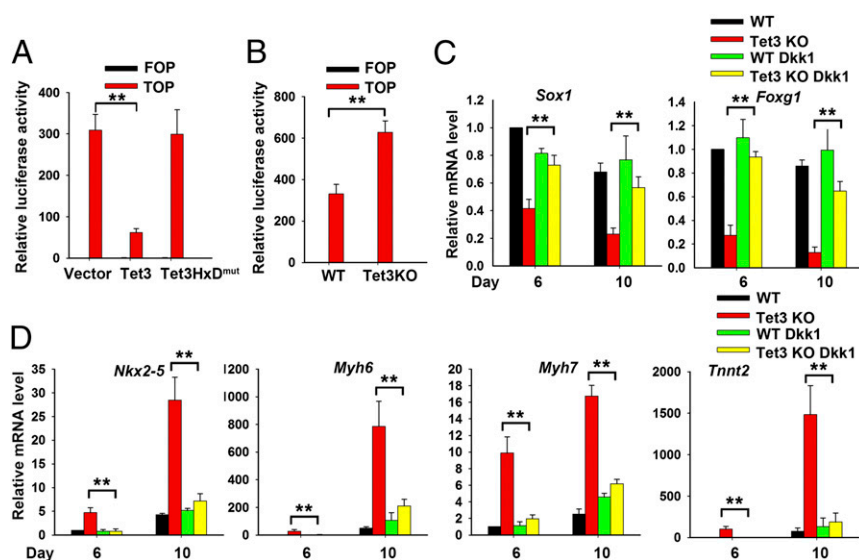 A
FOP
TOP
**
Relative luciferase activity
400
300
200
100
0
Vector Tet3 Tet3HxDmut
B
FOP
TOP
**
Relative luciferase activity
800
600
400
200
0
WT Tet3KO
C
WT
Tet3 KO
WT Dkk1
Tet3 KO Dkk1
Sox1
** **
Relative mRNA level
1.2
1.0
0.8
0.6
0.4
0.2
0.0
Day 6 10
Foxg1
** **
1.4
1.2
1.0
0.8
0.6
0.4
0.2
0.0
6 10
WT
Tet3 KO
WT Dkk1
Tet3 KO Dkk1
D
Nkx2-5
** **
Relative mRNA level
35
30
25
20
15
10
5
0
Day 6 10
Myh6
** **
1200
1000
800
600
400
200
0
6 10
Myh7
** **
20
18
16
14
12
10
8
6
4
2
0
6 10
Tnnt2
** **
2000
1500
1000
500
0
6 10